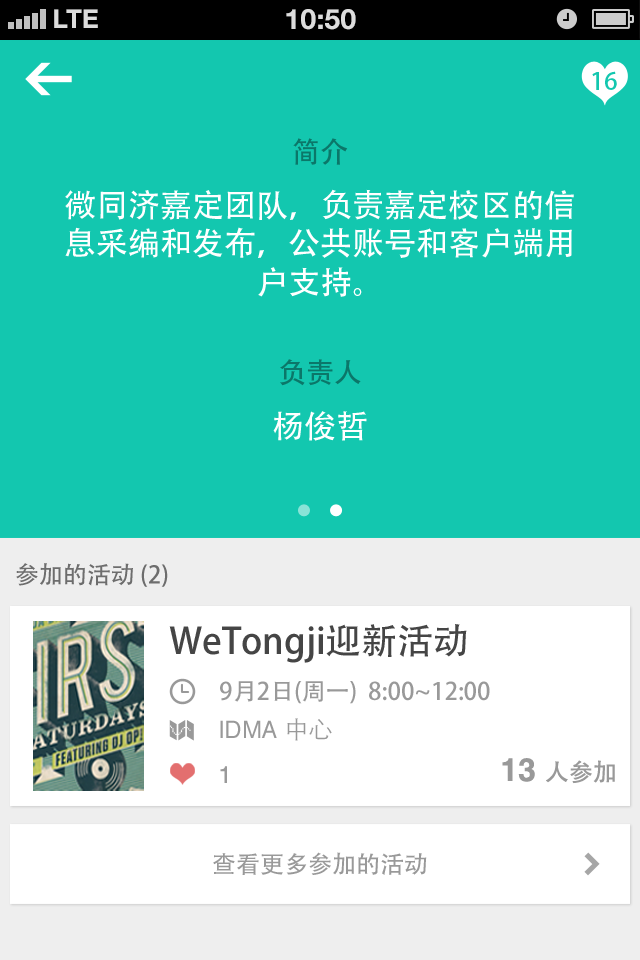 LTE 10:50
16
简介
微同济嘉定团队，负责嘉定校区的信
息采编和发布，公共账号和客户端用
户支持。
负责人
杨俊哲
参加的活动 (2)
WeTongji迎新活动
9月2日(周一) 8:00~12:00
IDMA 中心
1
13 人参加
IRS
ATURDAYS
FEATURING DJ OP
查看更多参加的活动